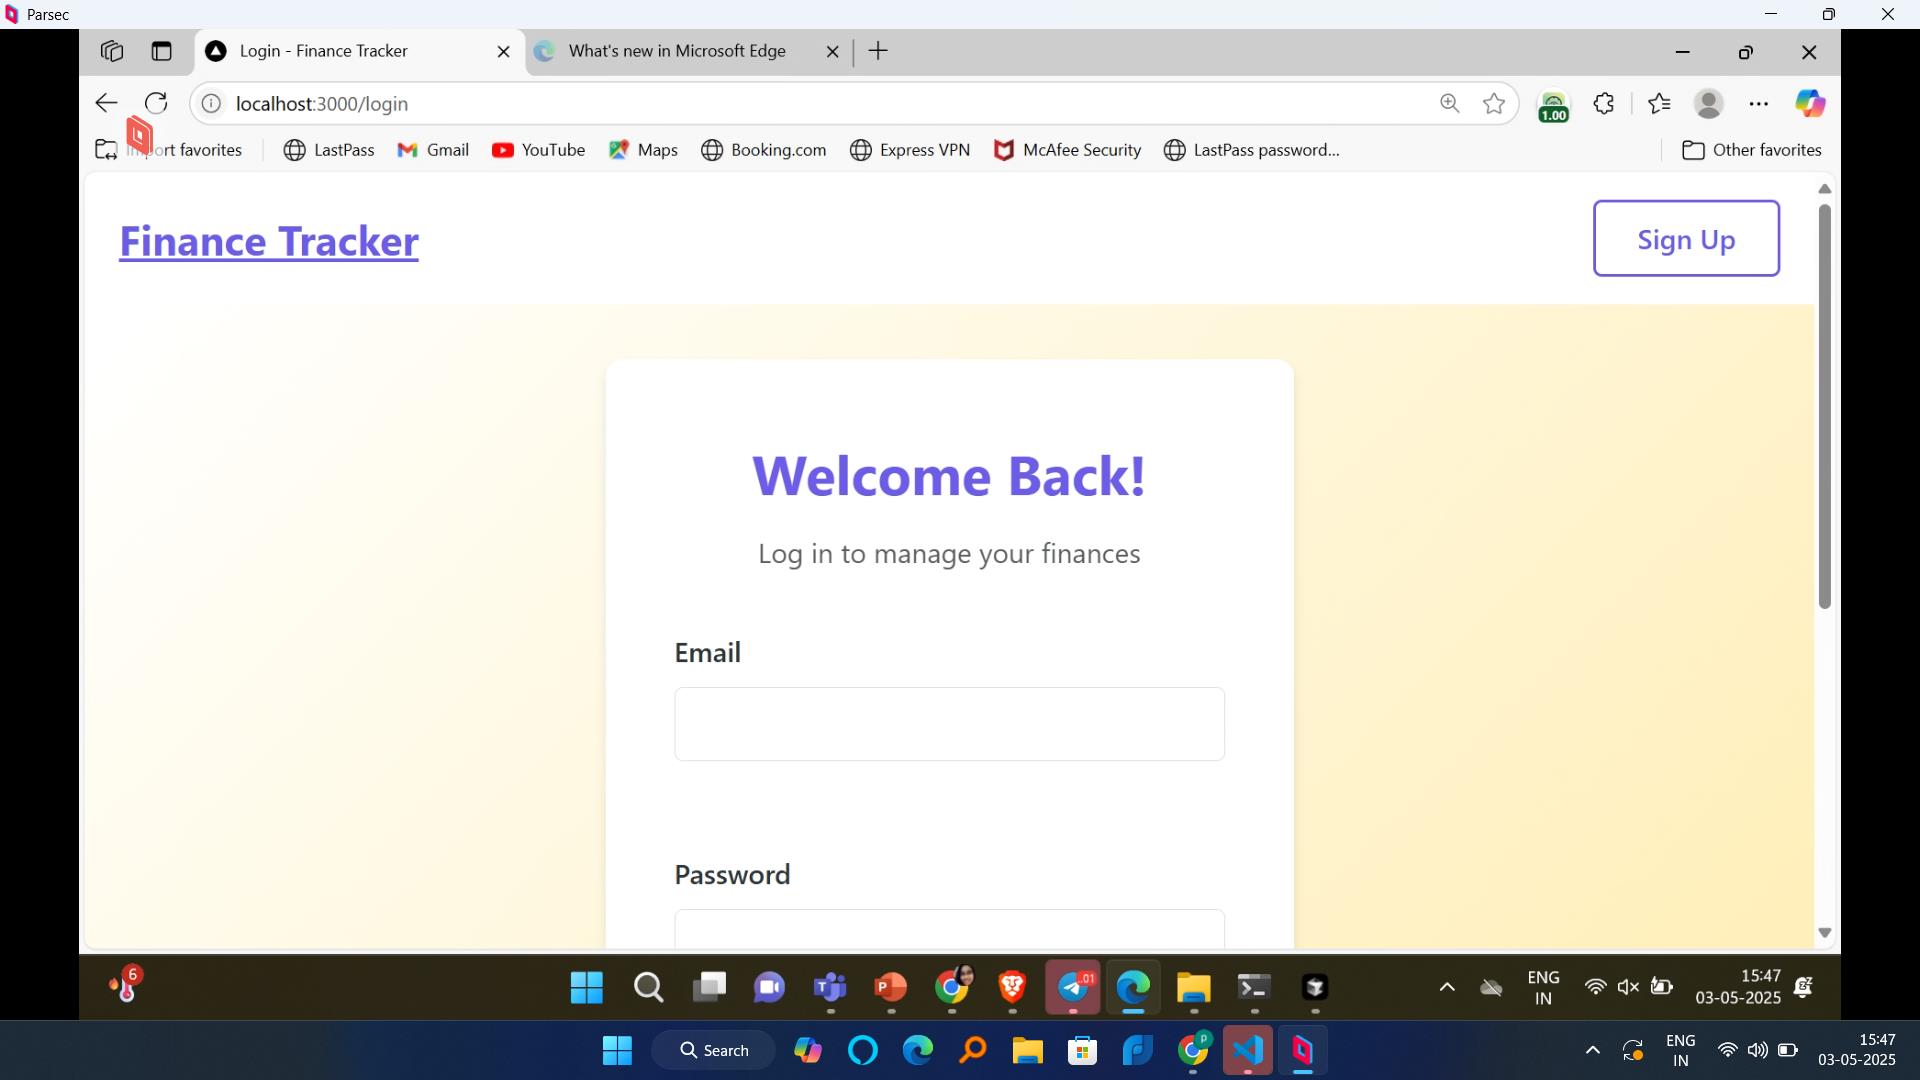 Parsec
Login - Finance Tracker
What's new in Microsoft Edge
localhost:3000/login
1.00
Import favorites
LastPass
Gmail
YouTube
Maps
Booking.com
Express VPN
McAfee Security
LastPass password...
Other favorites
Finance Tracker
Sign Up
Welcome Back!
Log in to manage your finances
Email
Password
6
.01
ENG
IN
15:47
03-05-2025
Search
P
ENG
IN
15:47
03-05-2025